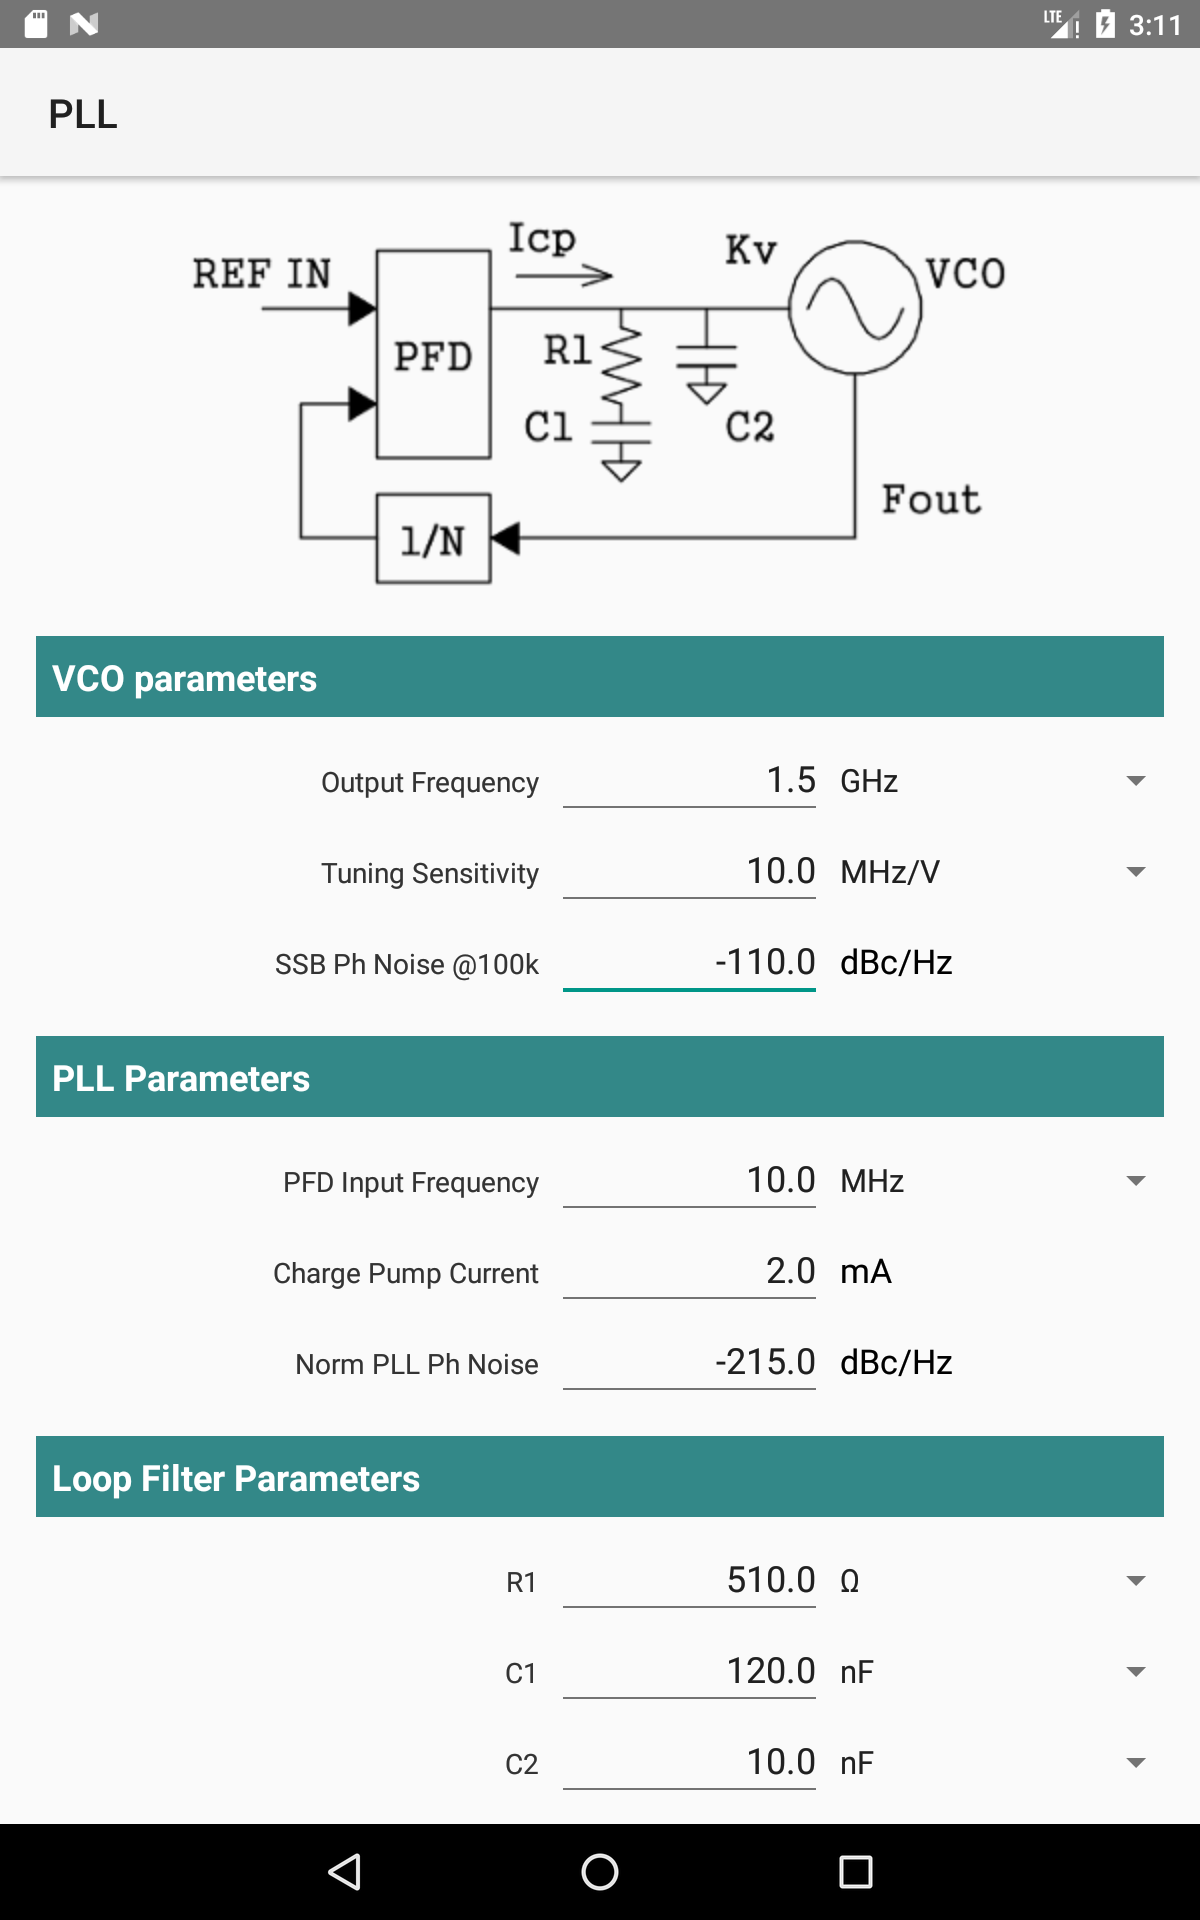 LTE 3:11
PLL
Icp
Kv
REF IN
VCO
PFD
R1
C1
C2
Fout
1/N
VCO parameters
Output Frequency 1.5 GHz
Tuning Sensitivity 10.0 MHz/V
SSB Ph Noise @100k -110.0 dBc/Hz
PLL Parameters
PFD Input Frequency 10.0 MHz
Charge Pump Current 2.0 mA
Norm PLL Ph Noise -215.0 dBc/Hz
Loop Filter Parameters
R1 510.0 Ω
C1 120.0 nF
C2 10.0 nF